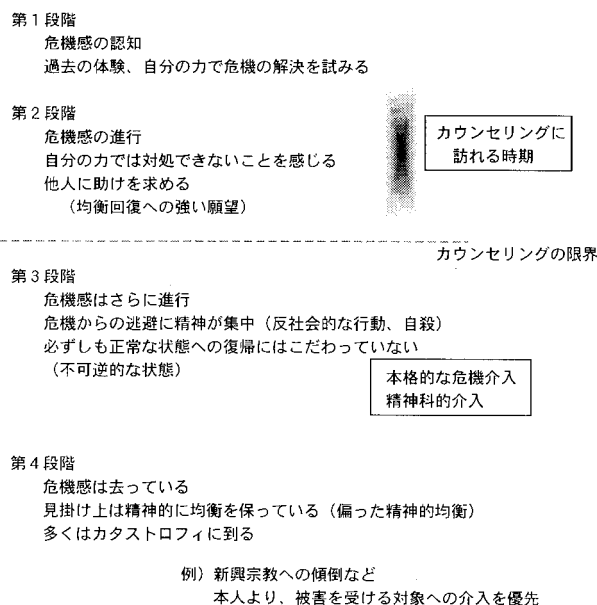 第1段階
危機感の認知
過去の体験、自分の力で危機の解決を試みる
第2段階
危機感の進行
自分の力では対処できないことを感じる
他人に助けを求める
（均衡回復への強い願望）
カウンセリングに
訪れる時期
カウンセリングの限界
第3段階
危機感はさらに進行
危機からの逃避に精神が集中（反社会的な行動、自殺）
必ずしも正常な状態への復帰にはこだわっていない
（不可逆的な状態）
本格的な危機介入
精神科的介入
第4段階
危機感は去っている
見掛け上は精神的に均衡を保っている（偏った精神的均衡）
多くはカタストロフィに到る
例）新興宗教への傾倒など
本人より、被害を受ける対象への介入を優先